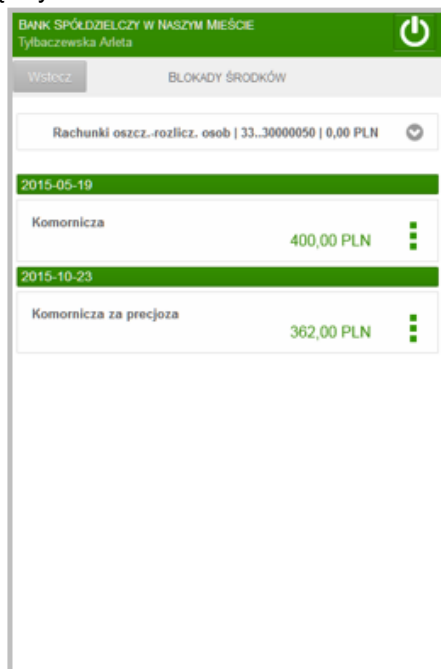 BANK SPÓŁDZIELCZY W NASZYM MIEŚCIE
Tyłbaczewska Arleta
Wstecz
BLOKADY ŚRODKÓW
Rachunki oszcz.-rozlicz. osob | 33..30000050 | 0,00 PLN
2015-05-19
Komornicza
400,00 PLN
2015-10-23
Komornicza za precjoza
362,00 PLN